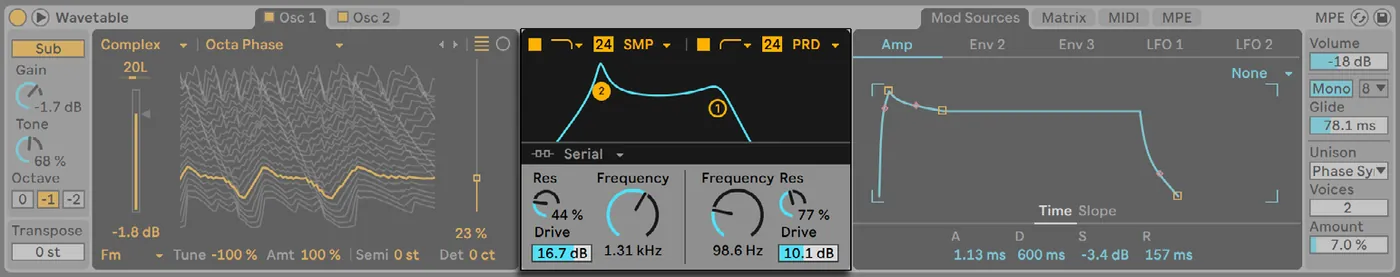 Wavetable
Osc 1
Osc 2
Mod Sources
Matrix
MIDI
MPE
MPE
Sub
Gain
-1.7 dB
Tone
68 %
Octave
0 -1 -2
Transpose
0 st
Complex
Octa Phase
20L
-1.8 dB
23 %
Fm
Tune -100 %
Amt 100 %
Semi 0 st
Det 0 ct
24 SMP
24 PRD
2
1
Serial
Res
44 %
Drive
16.7 dB
Frequency
1.31 kHz
Frequency
98.6 Hz
Res
77 %
Drive
10.1 dB
Amp
Env 2
Env 3
LFO 1
LFO 2
None
Time Slope
A
1.13 ms
D
600 ms
S
-3.4 dB
R
157 ms
Volume
-18 dB
Mono 8
Glide
78.1 ms
Unison
Phase Sy
Voices
2
Amount
7.0 %